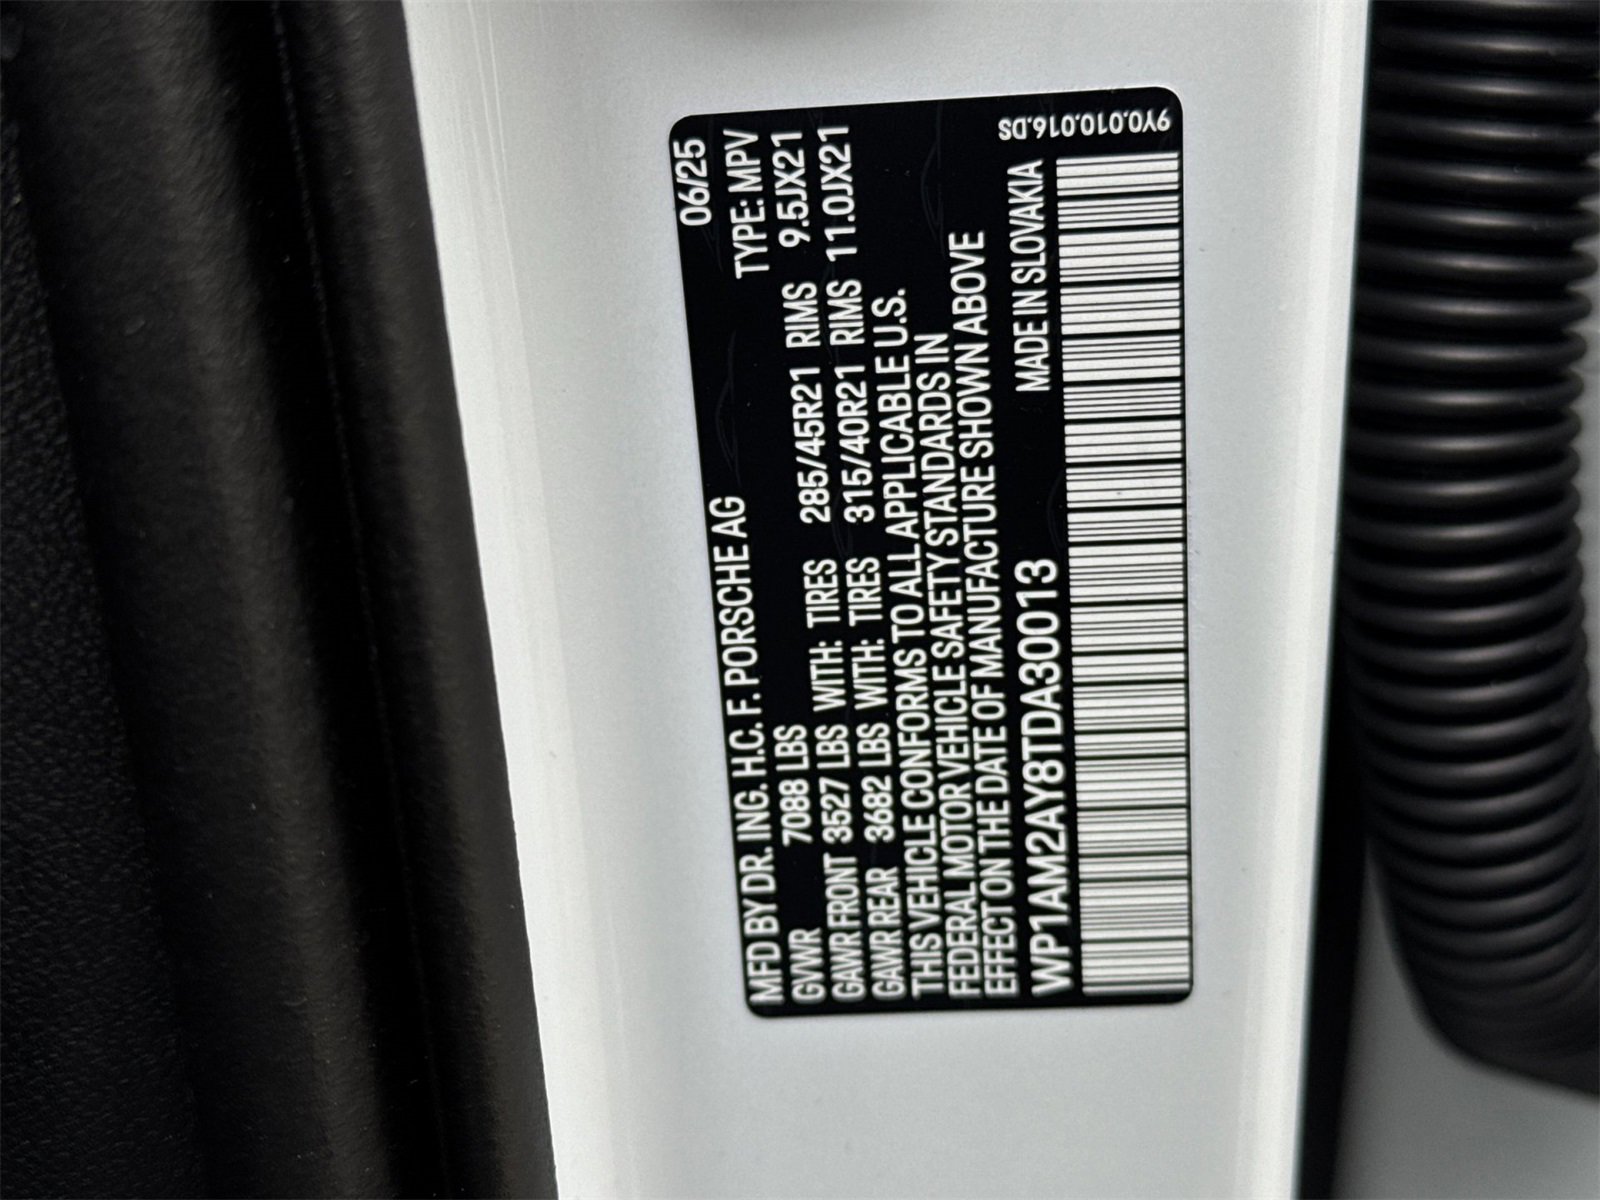 06/25
MFD BY DR. ING. H.C. F. PORSCHE AG
GVWR 7088 LBS TYPE: MPV
GAWR FRONT 3527 LBS WITH: TIRES 285/45R21 RIMS 9.5JX21
GAWR REAR 3682 LBS WITH: TIRES 315/40R21 RIMS 11.0JX21
THIS VEHICLE CONFORMS TO ALL APPLICABLE U.S.
FEDERAL MOTOR VEHICLE SAFETY STANDARDS IN
EFFECT ON THE DATE OF MANUFACTURE SHOWN ABOVE
WP1AM2AY8TDA30013 MADE IN SLOVAKIA
9Y0.010.016.DS